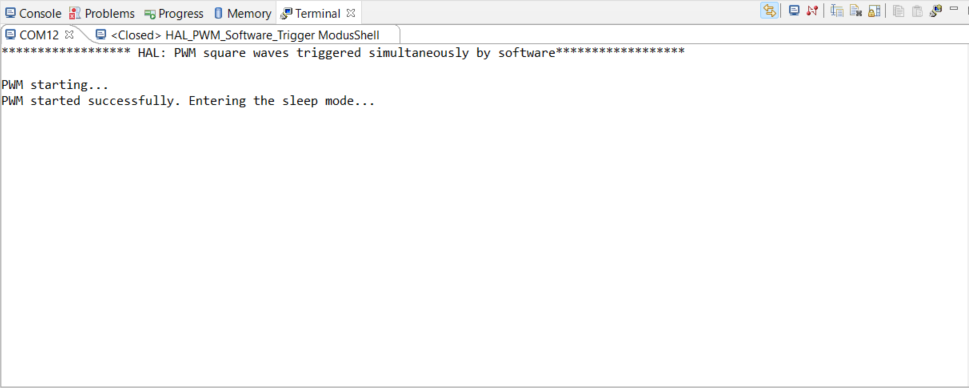 Console Problems Progress Memory Terminal
COM12 <Closed> HAL_PWM_Software_Trigger ModusShell
****************** HAL: PWM square waves triggered simultaneously by software******************
PWM starting...
PWM started successfully. Entering the sleep mode...